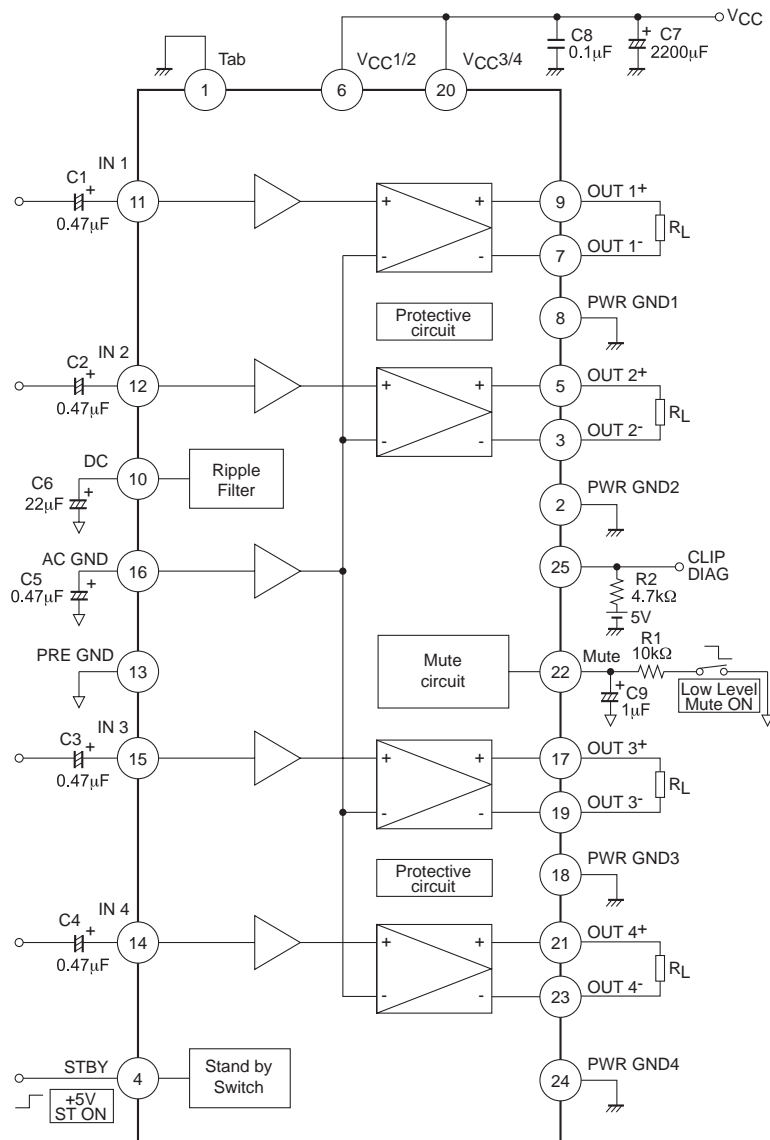 VCC
C8
0.1µF
+
C7
2200µF
Tab
VCC1/2
VCC3/4
1
6
20
IN 1
C1
+
0.47µF
11
+
-
+
-
9
OUT 1+
7
OUT 1-
RL
Protective
circuit
8
PWR GND1
IN 2
C2
+
0.47µF
12
+
-
+
-
5
OUT 2+
3
OUT 2-
RL
DC
C6
22µF
+
10
Ripple
Filter
2
PWR GND2
AC GND
C5
0.47µF
+
16
25
CLIP
DIAG
R2
4.7kΩ
5V
PRE GND
13
Mute
circuit
22
Mute
R1
10kΩ
+
C9
1µF
Low Level
Mute ON
IN 3
C3
+
0.47µF
15
+
-
+
-
17
OUT 3+
19
OUT 3-
RL
Protective
circuit
18
PWR GND3
IN 4
C4
+
0.47µF
14
+
-
+
-
21
OUT 4+
23
OUT 4-
RL
STBY
4
Stand by
Switch
+5V
ST ON
24
PWR GND4